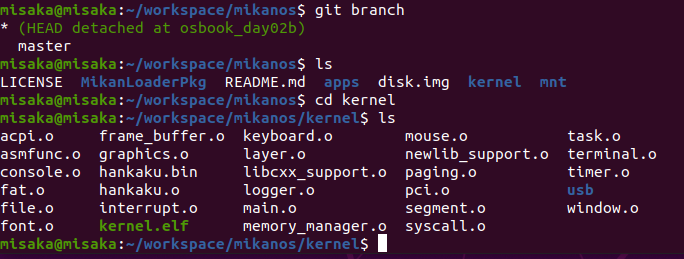 misaka@misaka:~/workspace/mikanos$ git branch
* (HEAD detached at osbook_day02b)
  master
misaka@misaka:~/workspace/mikanos$ ls
LICENSE  MikanLoaderPkg  README.md  apps  disk.img  kernel  mnt
misaka@misaka:~/workspace/mikanos$ cd kernel
misaka@misaka:~/workspace/mikanos/kernel$ ls
acpi.o     frame_buffer.o  keyboard.o        mouse.o           task.o
asmfunc.o  graphics.o      layer.o           newlib_support.o  terminal.o
console.o  hankaku.bin     libcxx_support.o  paging.o          timer.o
fat.o      hankaku.o       logger.o          pci.o             usb
file.o     interrupt.o     main.o            segment.o         window.o
font.o     kernel.elf      memory_manager.o  syscall.o
misaka@misaka:~/workspace/mikanos/kernel$